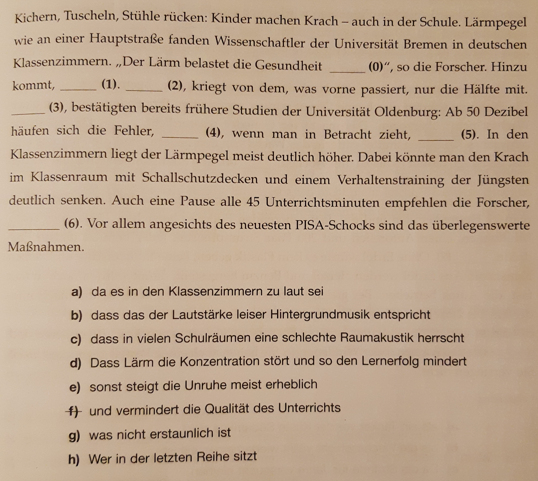 Kichern, Tuscheln, Stühle rücken: Kinder machen Krach – auch in der Schule. Lärmpegel
wie an einer Hauptstraße fanden Wissenschaftler der Universität Bremen in deutschen
Klassenzimmern. „Der Lärm belastet die Gesundheit ______ (0)“, so die Forscher. Hinzu
kommt, ______ (1). ______ (2), kriegt von dem, was vorne passiert, nur die Hälfte mit.
______ (3), bestätigten bereits frühere Studien der Universität Oldenburg: Ab 50 Dezibel
häufen sich die Fehler, ______ (4), wenn man in Betracht zieht, ______ (5). In den
Klassenzimmern liegt der Lärmpegel meist deutlich höher. Dabei könnte man den Krach
im Klassenraum mit Schallschutzdecken und einem Verhaltenstraining der Jüngsten
deutlich senken. Auch eine Pause alle 45 Unterrichtsminuten empfehlen die Forscher,
______ (6). Vor allem angesichts des neuesten PISA-Schocks sind das überlegenswerte
Maßnahmen.
a) da es in den Klassenzimmern zu laut sei
b) dass das der Lautstärke leiser Hintergrundmusik entspricht
c) dass in vielen Schulräumen eine schlechte Raumakustik herrscht
d) Dass Lärm die Konzentration stört und so den Lernerfolg mindert
e) sonst steigt die Unruhe meist erheblich
f) und vermindert die Qualität des Unterrichts
g) was nicht erstaunlich ist
h) Wer in der letzten Reihe sitzt